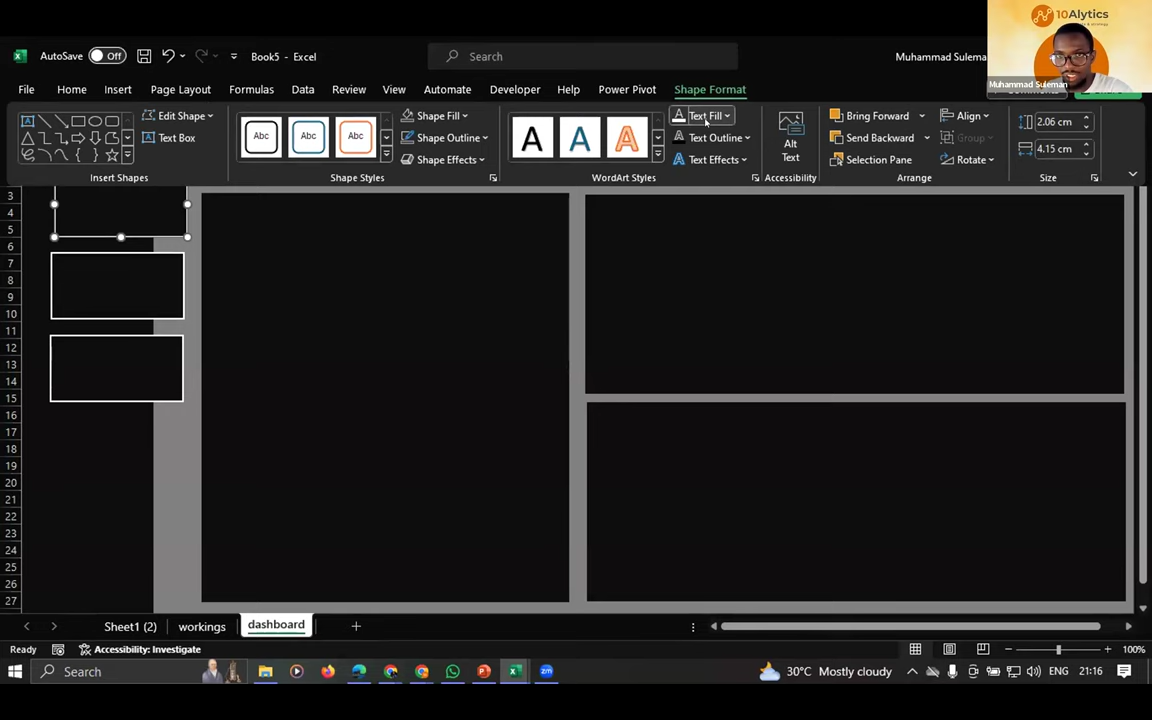 10Alytics
AutoSave Off Book5 - Excel Search Muhammad Sulema
Muhammad Suleman
File Home Insert Page Layout Formulas Data Review View Automate Developer Help Power Pivot Shape Format
Edit Shape Abc Abc Abc Shape Fill A A A Text Fill Bring Forward Align 2.06 cm
Text Box Shape Outline Text Outline Alt Text Send Backward Group 4.15 cm
Shape Effects Text Effects Selection Pane Rotate
Insert Shapes Shape Styles WordArt Styles Accessibility Arrange Size
3
4
5
6
7
8
9
10
11
12
13
14
15
16
17
18
19
20
21
22
23
24
25
26
27
Sheet1 (2) workings dashboard
Ready Accessibility: Investigate 100%
Search 30°C Mostly cloudy ENG 21:16